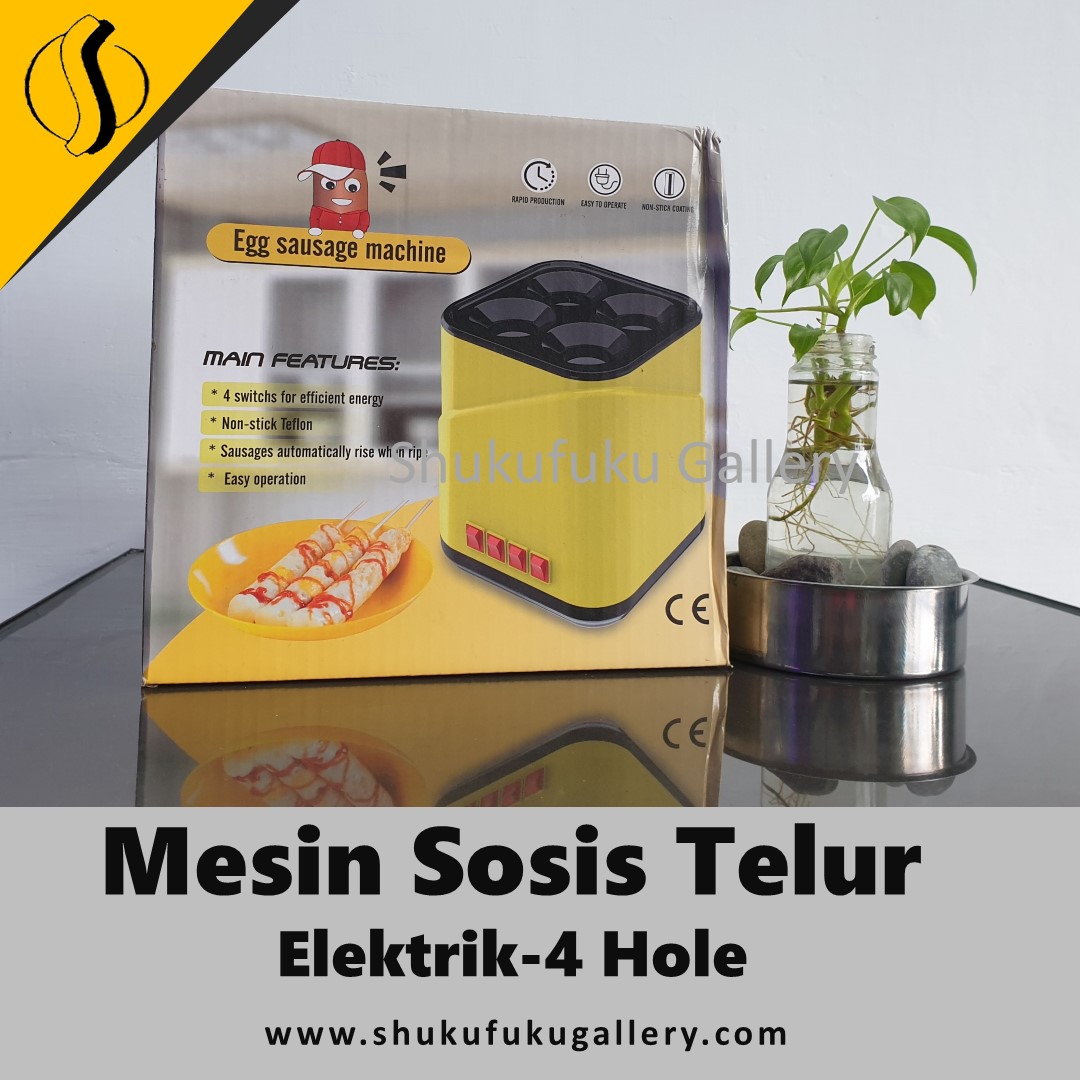 RAPID PRODUCTION
EASY TO OPERATE
NON-STICK COATING
Egg sausage machine
MAIN FEATURES:
* 4 switchs for efficient energy
* Non-stick Teflon
* Sausages automatically rise when rip
* Easy operation
Shukufuku Gallery
CE
Mesin Sosis Telur
Elektrik-4 Hole
www.shukufukugallery.com